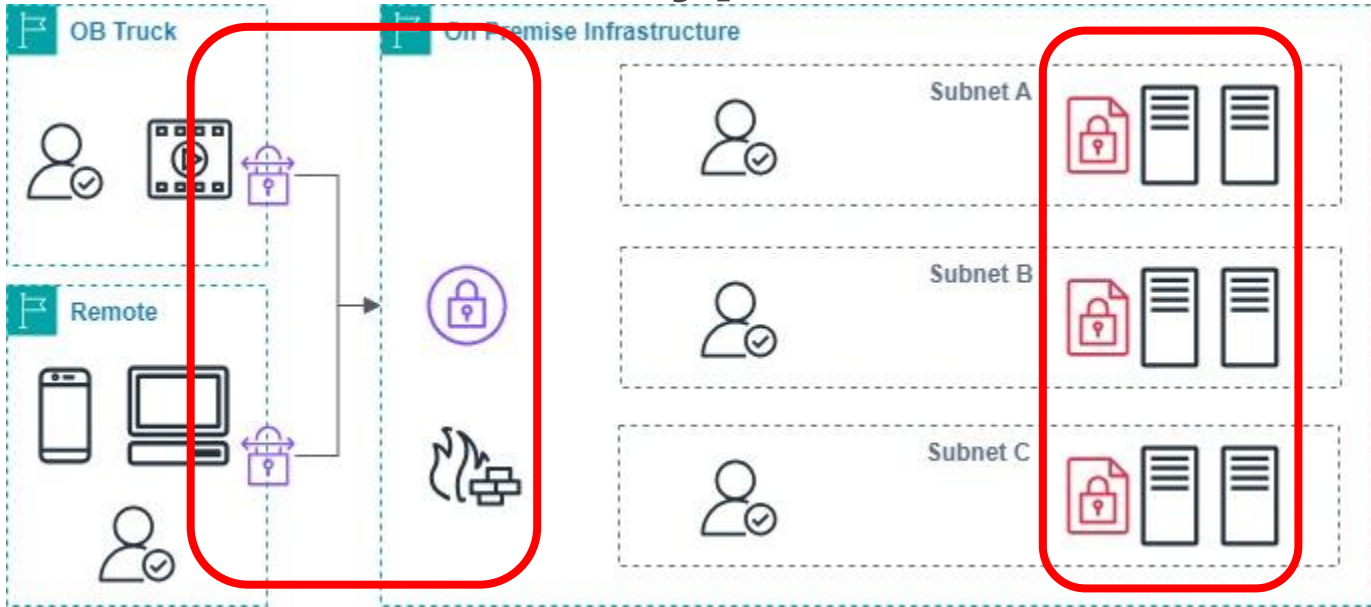 OB Truck
On Premise Infrastructure
Subnet A
Subnet B
Remote
Subnet C